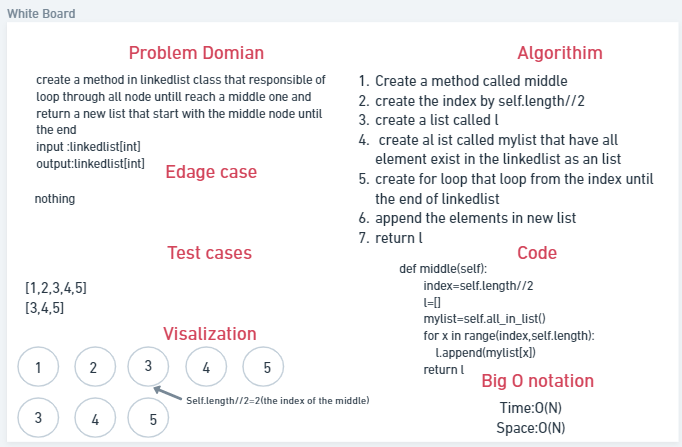 White Board
Problem Domian
create a method in linkedlist class that responsible of
loop through all node untill reach a middle one and
return a new list that start with the middle node until
the end
input :linkedlist[int]
output:linkedlist[int]
Edage case
nothing
Test cases
[1,2,3,4,5]
[3,4,5]
Visalization
1 2 3 4 5
Self.length//2=2(the index of the middle)
3 4 5
Algorithim
1. Create a method called middle
2. create the index by self.length//2
3. create a list called l
4. create al ist called mylist that have all
element exist in the linkedlist as an list
5. create for loop that loop from the index until
the end of linkedlist
6. append the elements in new list
7. return l
Code
def middle(self):
index=self.length//2
l=[]
mylist=self.all_in_list()
for x in range(index,self.length):
l.append(mylist[x])
return l
Big O notation
Time:O(N)
Space:O(N)